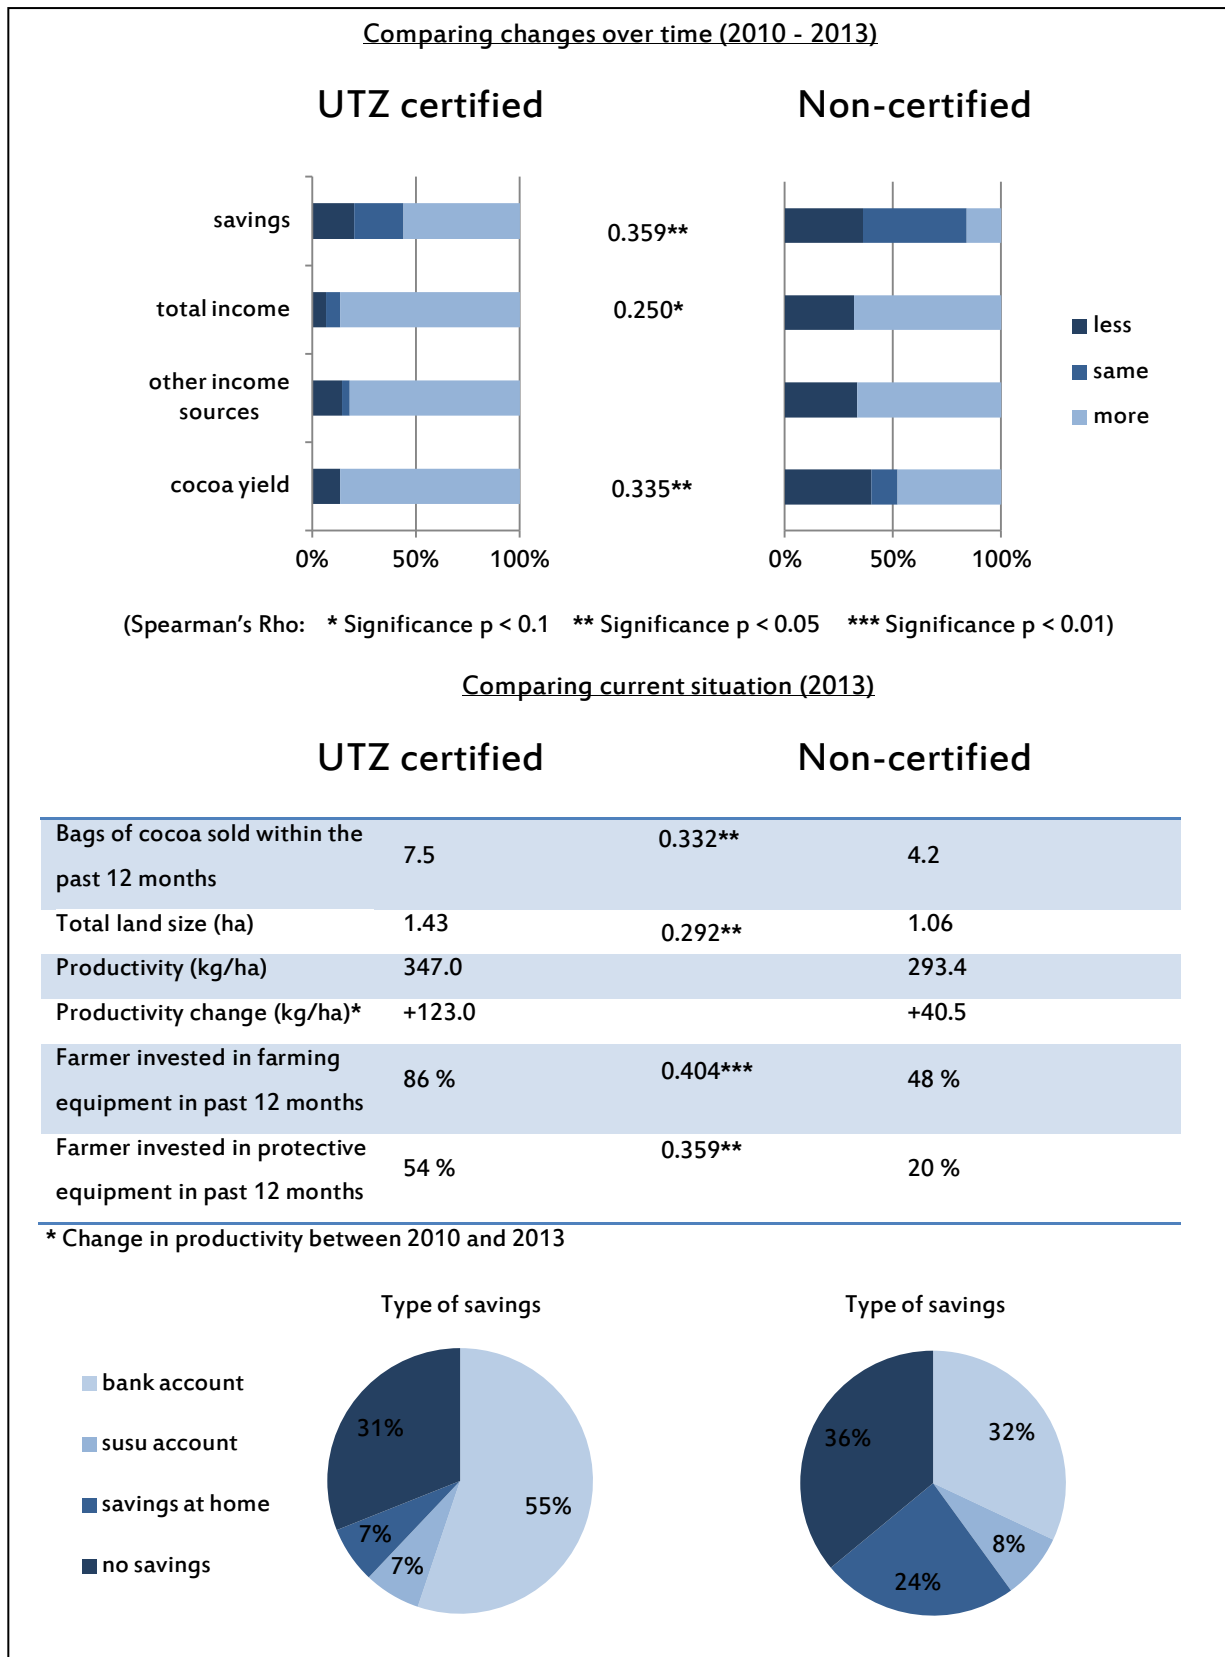 Comparing changes over time (2010 - 2013)
UTZ certified
Non-certified
savings
0.359**
total income
0.250*
other income
sources
cocoa yield
0.335**
less
same
more
0%
50%
100%
0%
50%
100%
(Spearman's Rho: * Significance p < 0.1 ** Significance p < 0.05 *** Significance p < 0.01)
Comparing current situation (2013)
UTZ certified
Non-certified
Bags of cocoa sold within the
past 12 months
7.5
0.332**
4.2
Total land size (ha)
1.43
0.292**
1.06
Productivity (kg/ha)
347.0
293.4
Productivity change (kg/ha)*
+123.0
+40.5
Farmer invested in farming
equipment in past 12 months
86 %
0.404***
48 %
Farmer invested in protective
equipment in past 12 months
54 %
0.359**
20 %
* Change in productivity between 2010 and 2013
Type of savings
Type of savings
bank account
susu account
savings at home
no savings
31%
55%
7%
7%
36%
32%
8%
24%